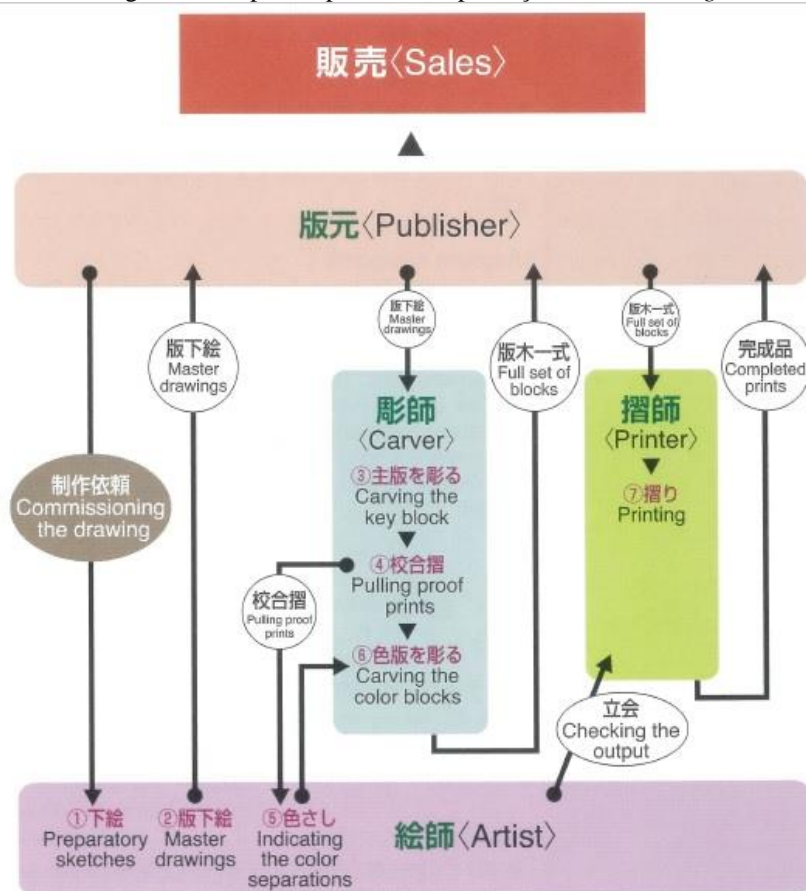 販売〈Sales〉
版元〈Publisher〉
版下絵
Master
drawings
版下絵
Master
drawings
版木一式
Full set of
blocks
版木一式
Full set of
blocks
完成品
Completed
prints
制作依頼
Commissioning
the drawing
彫師
〈Carver〉
③主版を彫る
Carving the
key block
④校合摺
Pulling proof
prints
⑥色版を彫る
Carving the
color blocks
摺師
〈Printer〉
⑦摺り
Printing
校合摺
Pulling proof
prints
立会
Checking the
output
①下絵
Preparatory
sketches
②版下絵
Master
drawings
⑤色さし
Indicating
the color
separations
絵師〈Artist〉